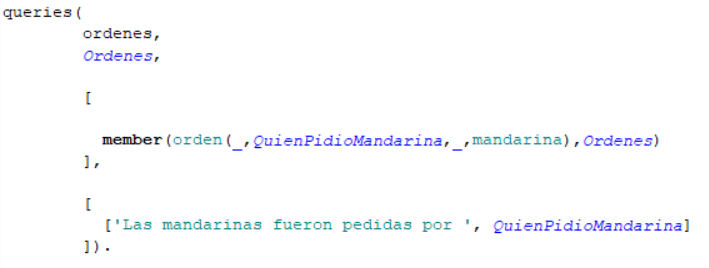 queries(
ordenes,
Ordenes,
[
member(orden(_,QuienPidioMandarina,_,mandarina),Ordenes)
],
[
['Las mandarinas fueron pedidas por ', QuienPidioMandarina]
]).